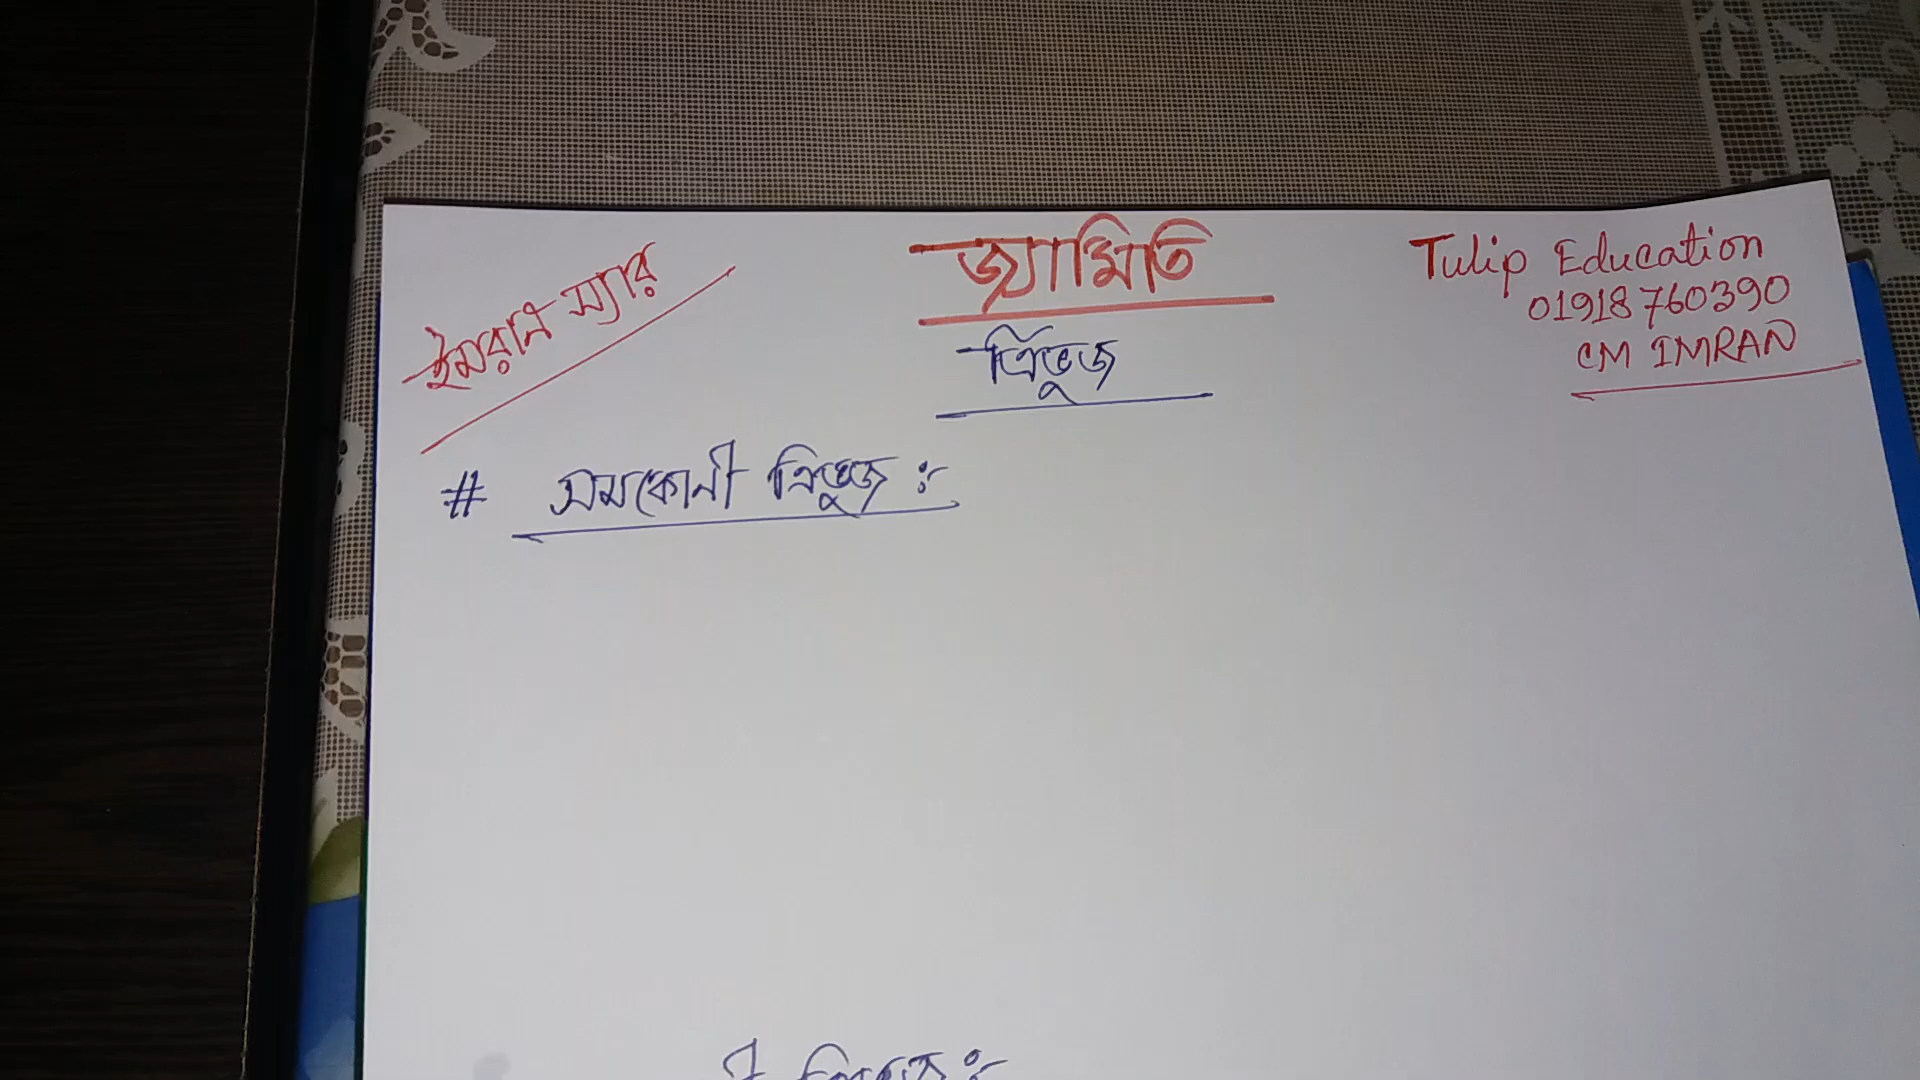 ইমরান স্যার
জ্যামিতি
Tulip Education
01918760390
CM IMRAN
ত্রিভুজ
# সমকোনী ত্রিভুজ :-